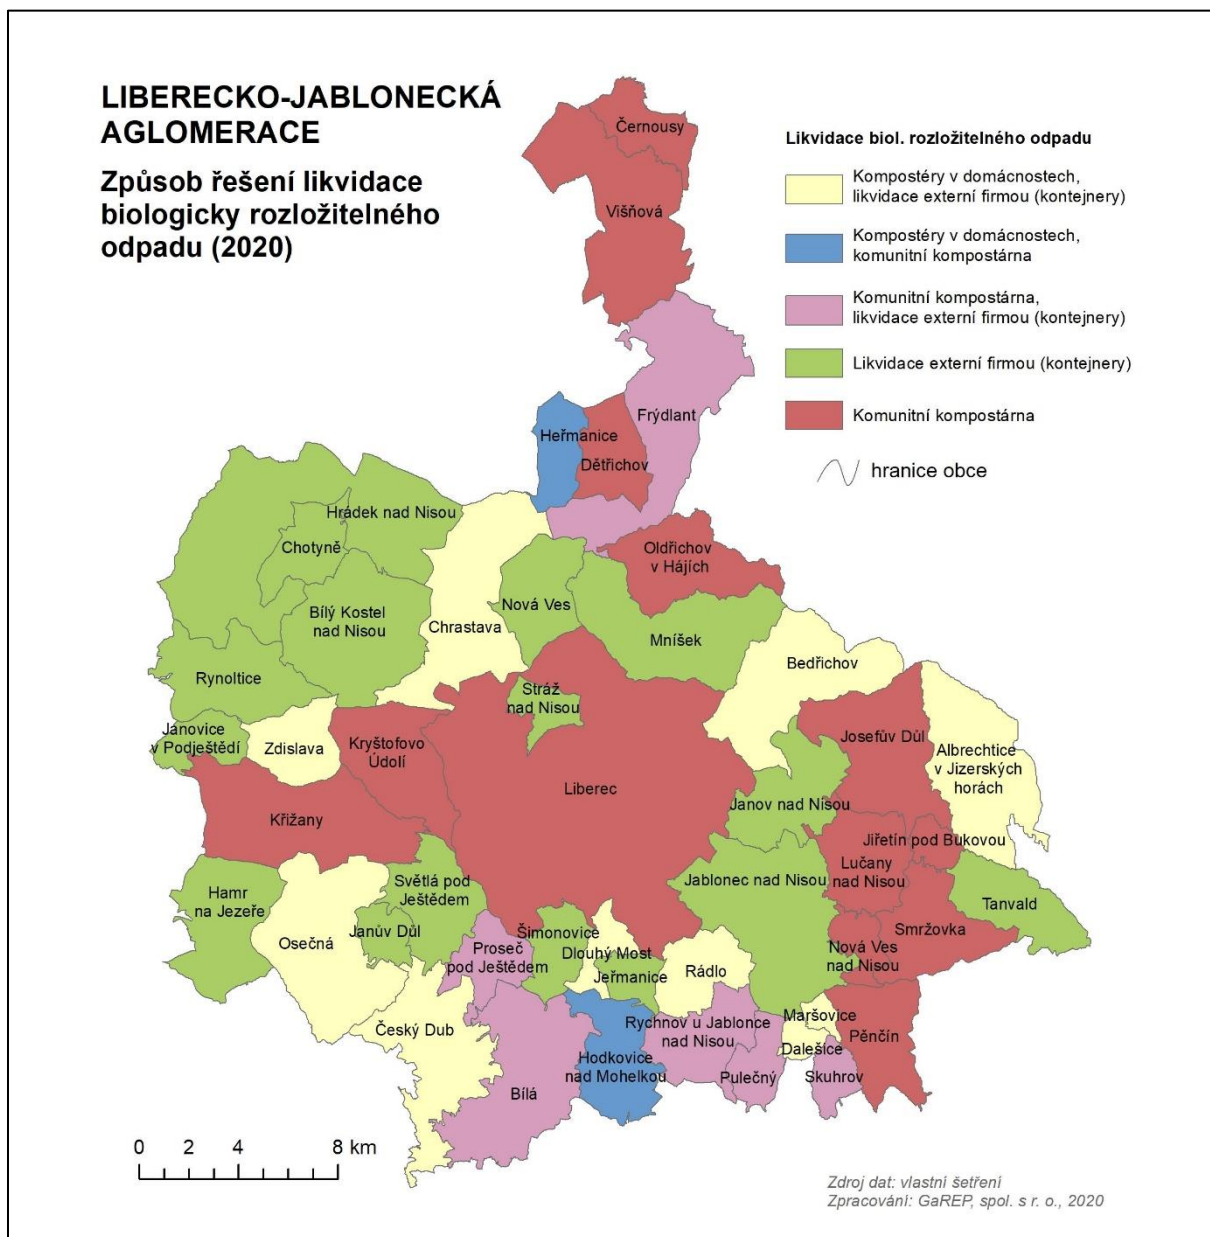 LIBERECKO-JABLONECKÁ
AGLOMERACE
Způsob řešení likvidace
biologicky rozložitelného
odpadu (2020)
Likvidace biol. rozložitelného odpadu
Kompostéry v domácnostech,
likvidace externí firmou (kontejnery)
Kompostéry v domácnostech,
komunitní kompostárna
Komunitní kompostárna,
likvidace externí firmou (kontejnery)
Likvidace externí firmou (kontejnery)
Komunitní kompostárna
hranice obce
Černousy
Višňová
Frýdlant
Heřmanice
Dětřichov
Hrádek nad Nisou
Chotyně
Oldřichov
v Hájích
Bílý Kostel
nad Nisou
Nová Ves
Chrastava
Mníšek
Bedřichov
Rynoltice
Stráž
nad Nisou
Jánovice
v Podještědí
Zdislava
Kryštofovo
Údolí
Josefův Důl
Albrechtice
v Jizerských
horách
Liberec
Janov nad Nisou
Křižany
Jiřetín pod Bukovou
Lučany
nad Nisou
Světlá pod
Ještědem
Jablonec nad Nisou
Hamr
na Jezeře
Tanvald
Janův Důl
Osečná
Šimonovice
Smržovka
Proseč
pod Ještědem
Dlouhý Most
Nová Ves
nad Nisou
Jeřmanice
Rádlo
Český Dub
Maršovice
Rychnov u Jablonce
nad Nisou
Pěnčín
Dalešice
Hodkovice
nad Mohelkou
Pulečný
Skuhrov
Bílá
0 2 4 8 km
Zdroj dat: vlastní šetření
Zpracování: GaREP, spol. s r. o., 2020